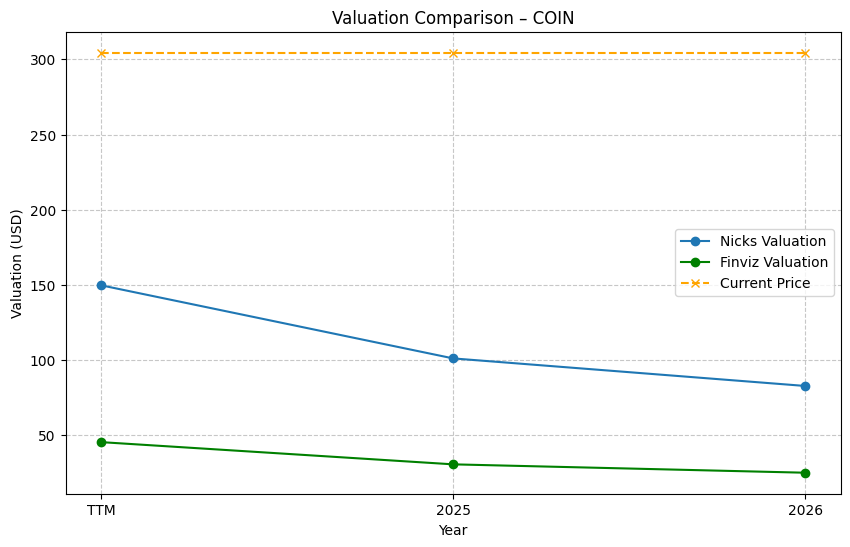 Valuation Comparison – COIN
Valuation (USD)
300
250
200
150
100
50
Nicks Valuation
Finviz Valuation
Current Price
TTM
2025
2026
Year